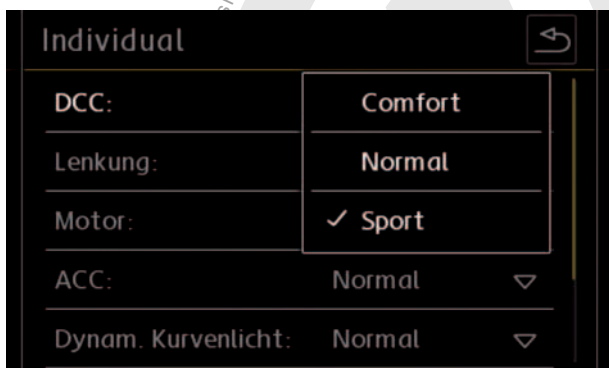 Individual
DCC:
Comfort
Lenkung:
Normal
Motor:
✓ Sport
ACC: Normal
Dynam. Kurvenlicht: Normal